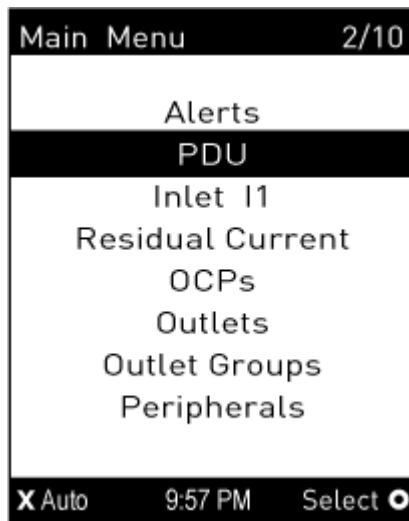 Main Menu 2/10
Alerts
PDU
Inlet I1
Residual Current
OCPs
Outlets
Outlet Groups
Peripherals
X Auto 9:57 PM Select O